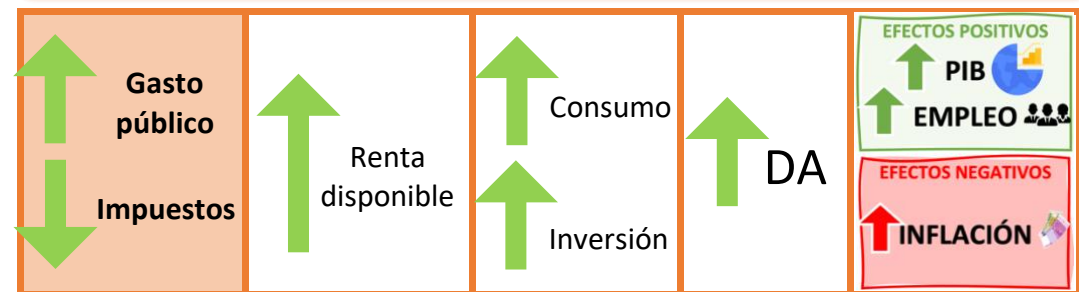 Gasto
público
Impuestos
Renta
disponible
Consumo
Inversión
DA
EFECTOS POSITIVOS
PIB
EMPLEO
EFECTOS NEGATIVOS
INFLACIÓN